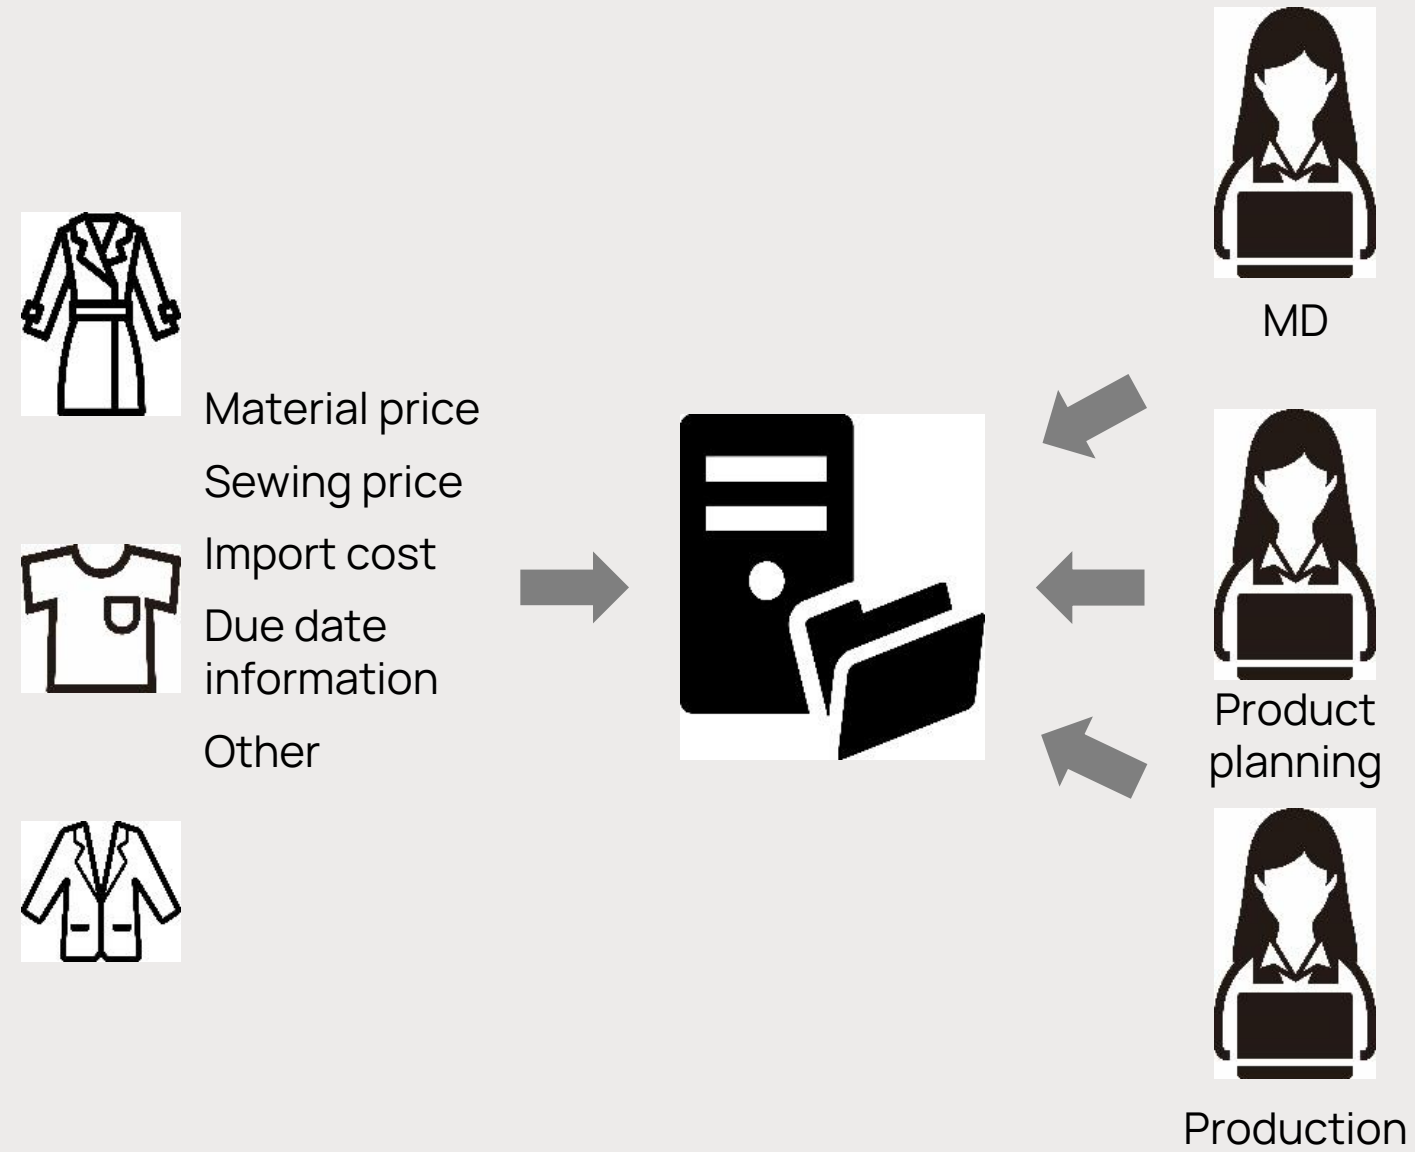 Material price
Sewing price
Import cost
Due date
information
Other
MD
Product
planning
Production